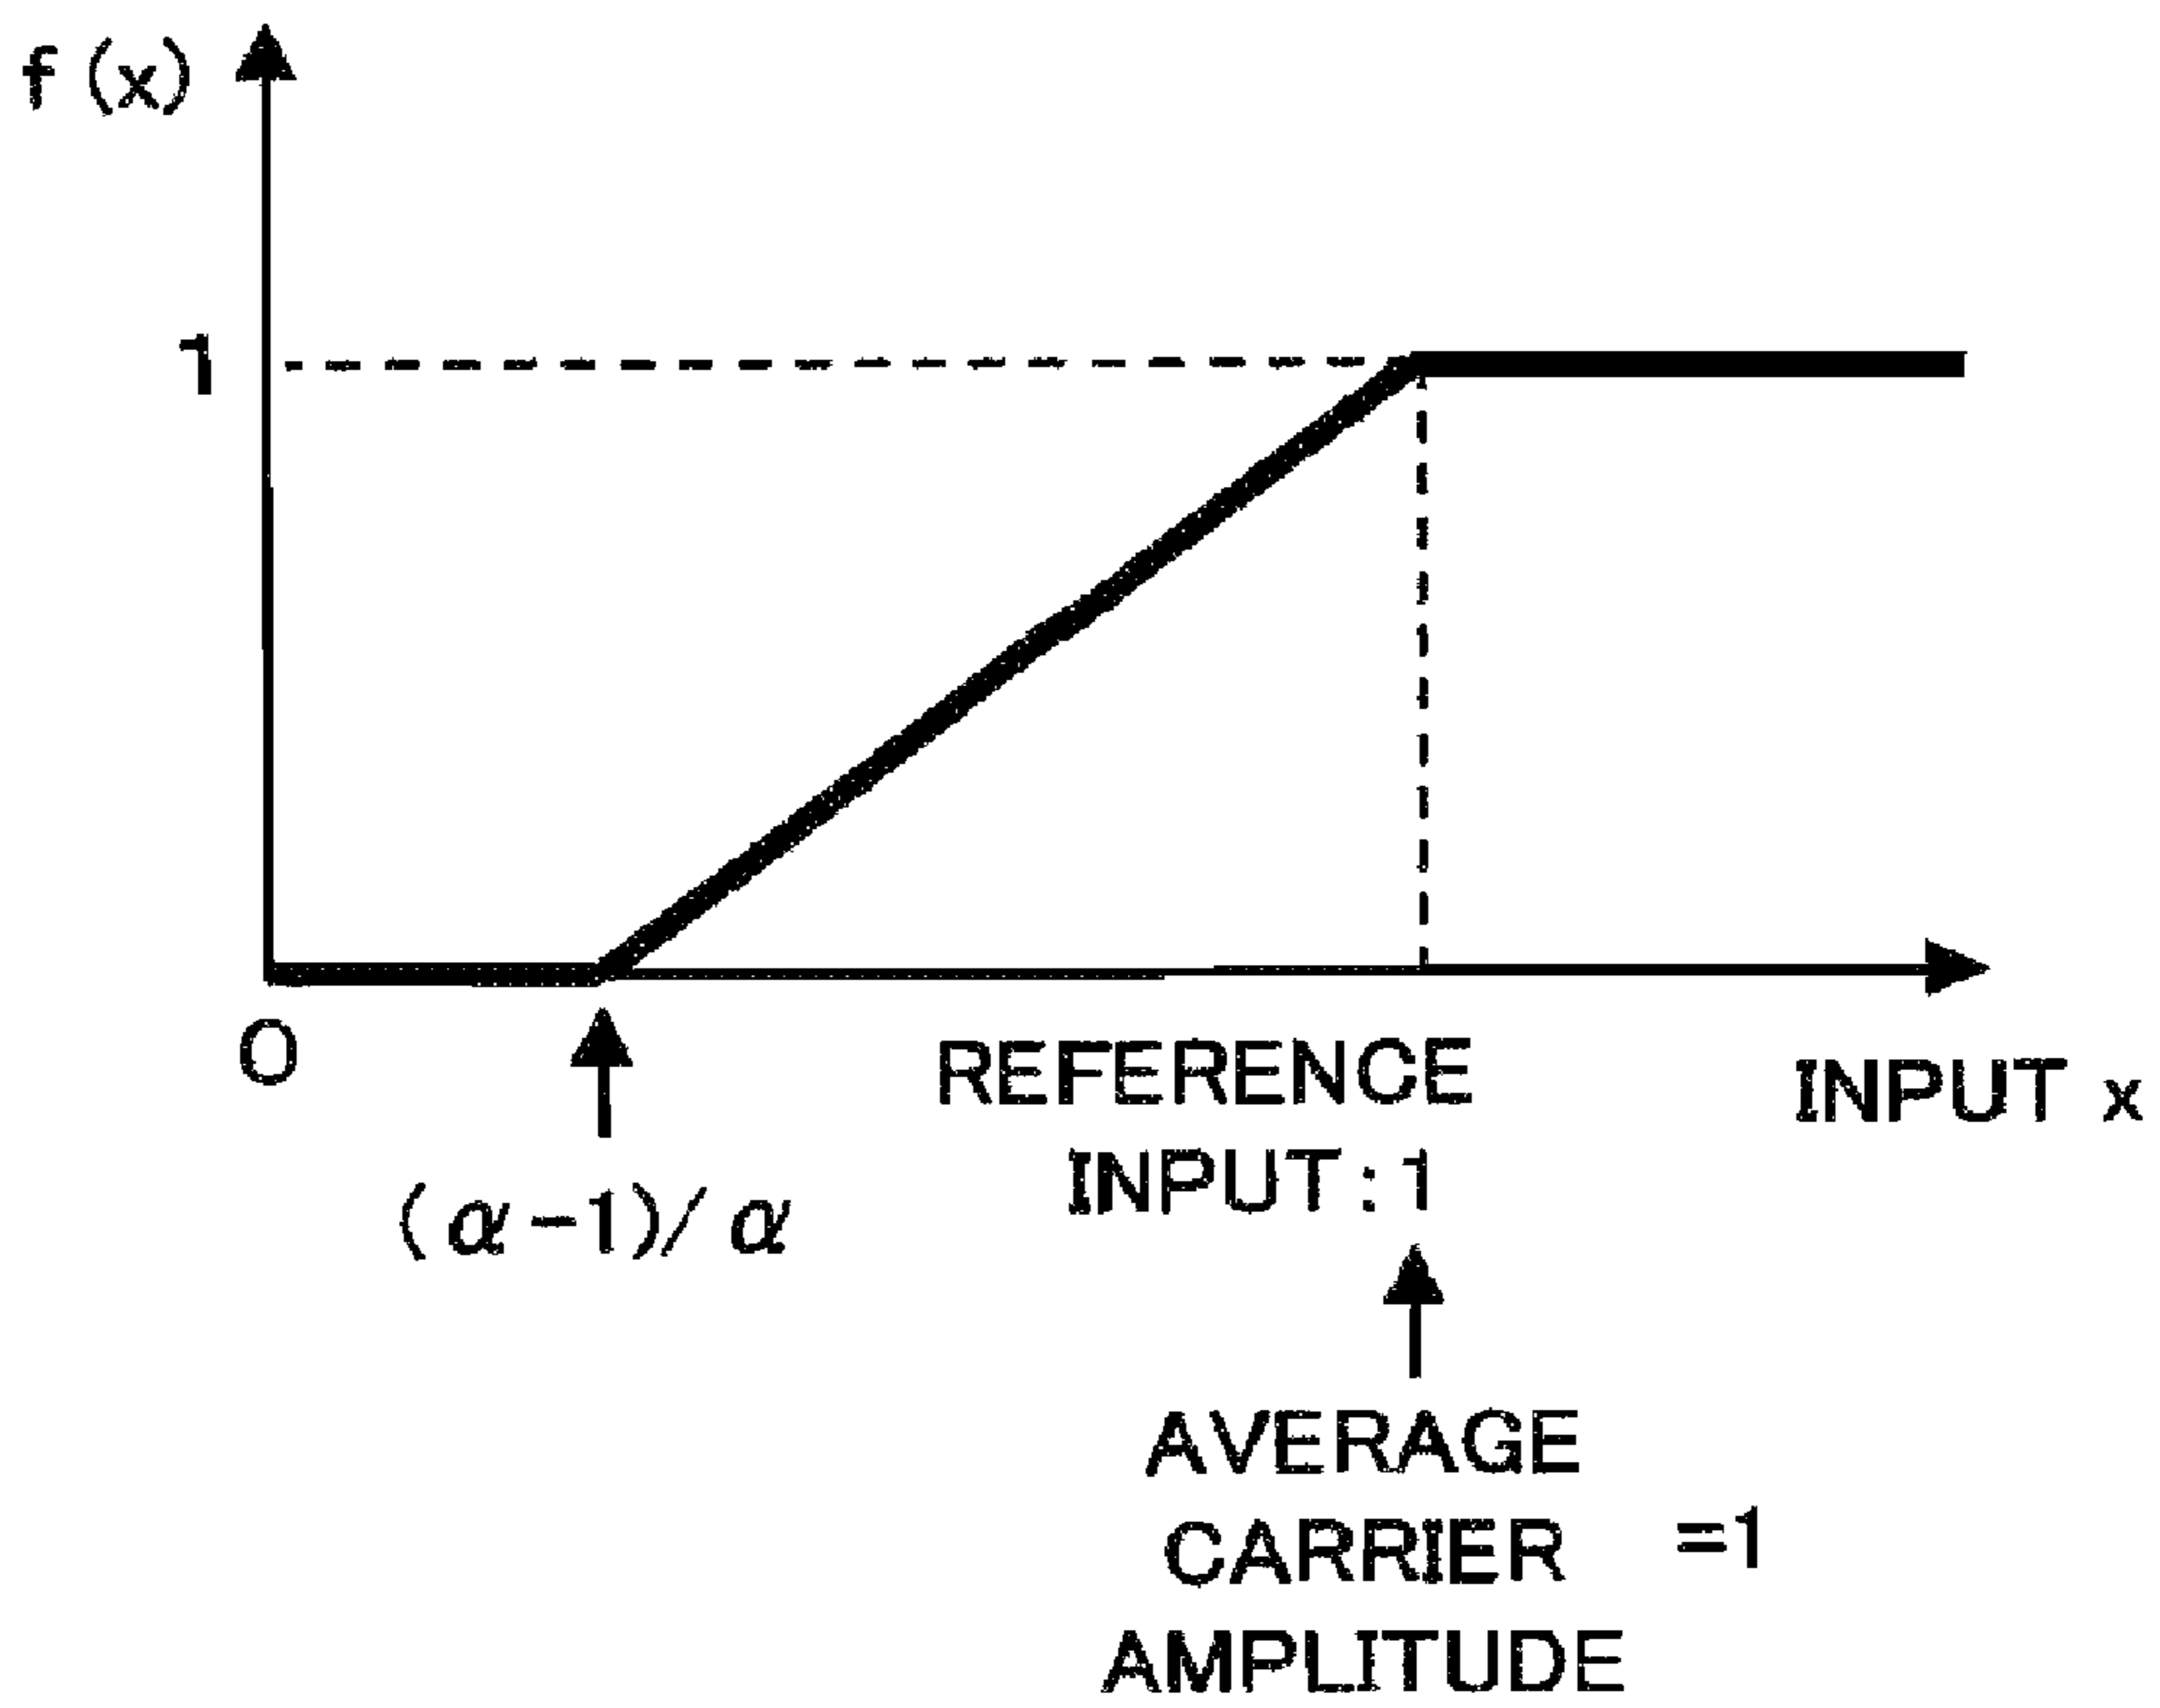 f (x)
1
O
REFERENCE
INPUT x
INPUT:1
(α-1)/α
AVERAGE
CARRIER =1
AMPLITUDE